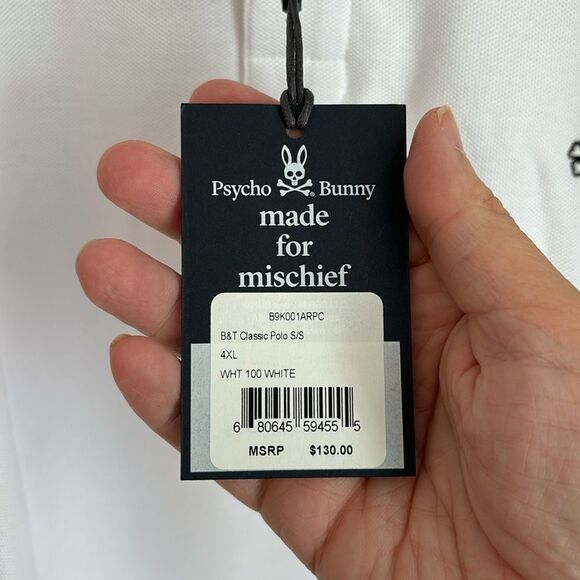 Psycho Bunny
made
for
mischief
B9K001ARPC
B&T Classic Polo S/S
4XL
WHT 100 WHITE
6 80645 59455 5
MSRP $130.00